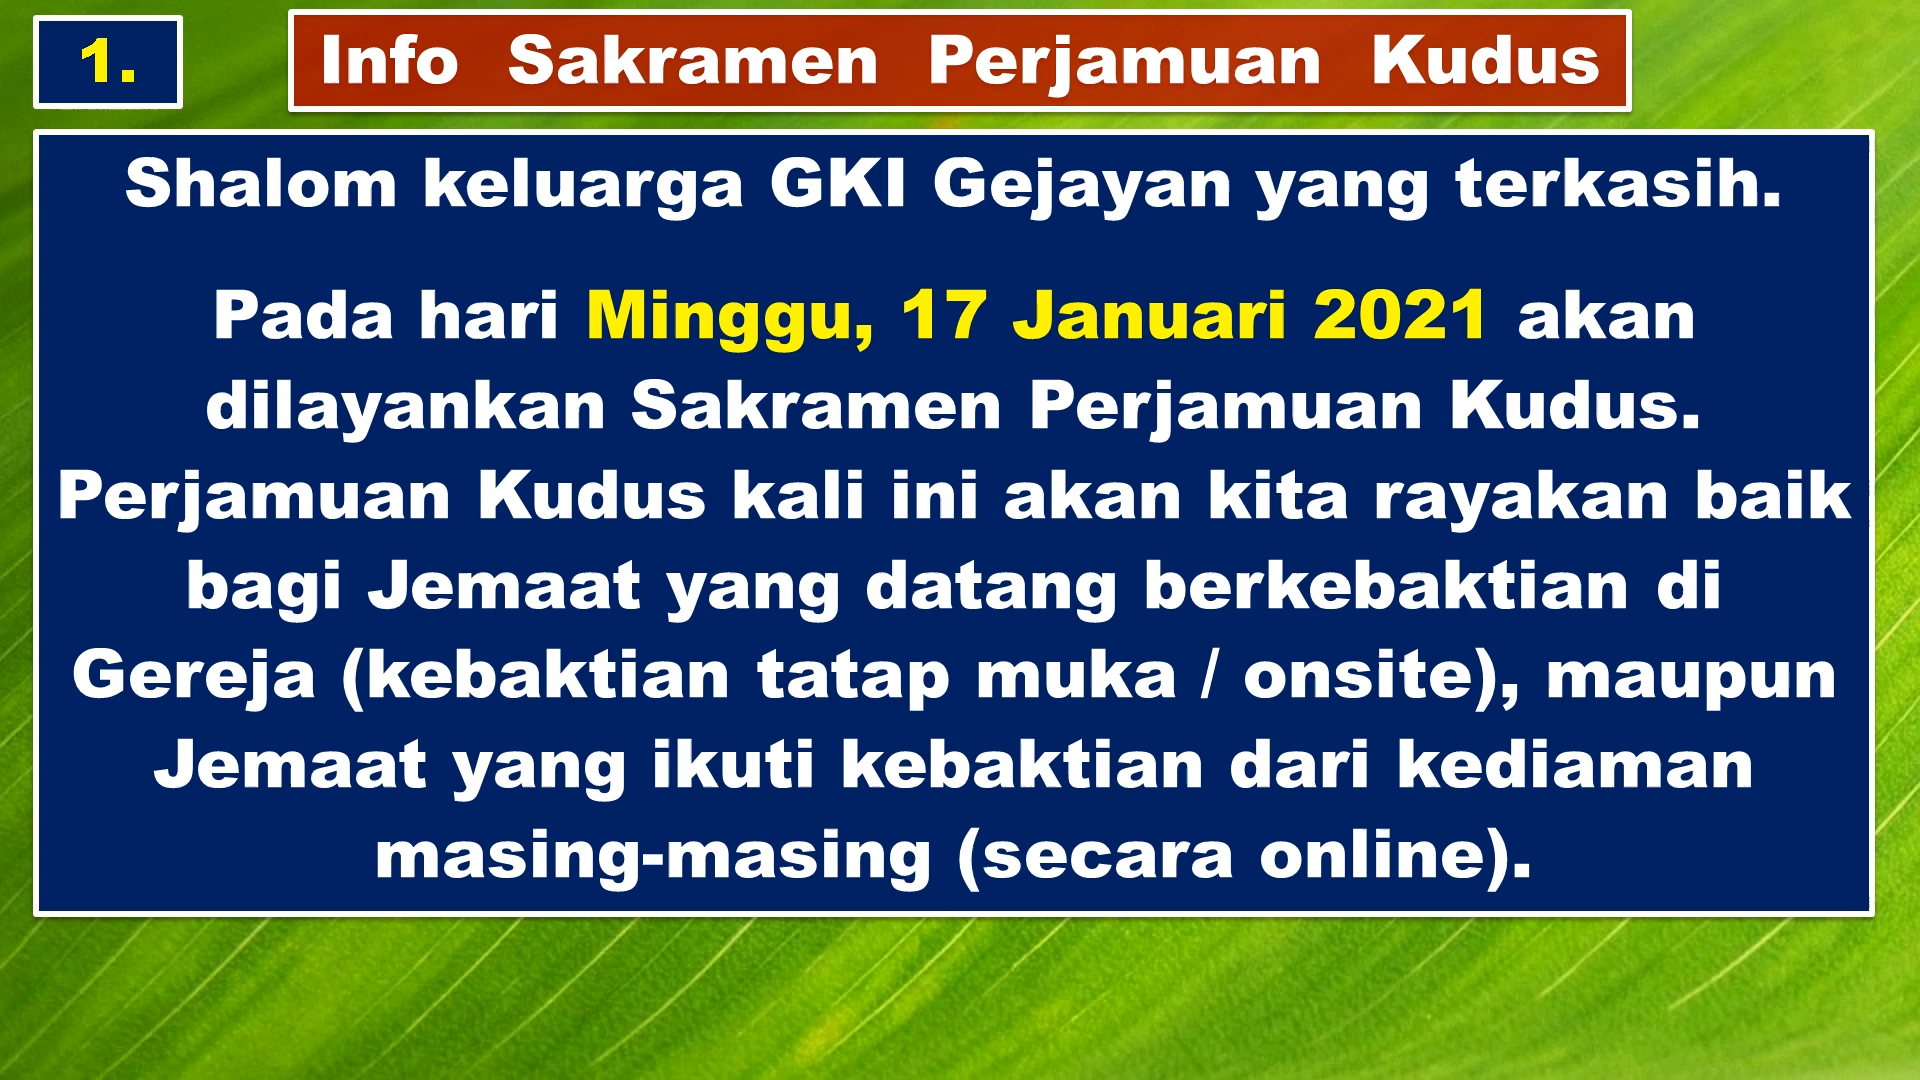 1.
Info Sakramen Perjamuan Kudus
Shalom keluarga GKI Gejayan yang terkasih.
Pada hari Minggu, 17 Januari 2021 akan
dilayankan Sakramen Perjamuan Kudus.
Perjamuan Kudus kali ini akan kita rayakan baik
bagi Jemaat yang datang berkebaktian di
Gereja (kebaktian tatap muka / onsite), maupun
Jemaat yang ikuti kebaktian dari kediaman
masing-masing (secara online).